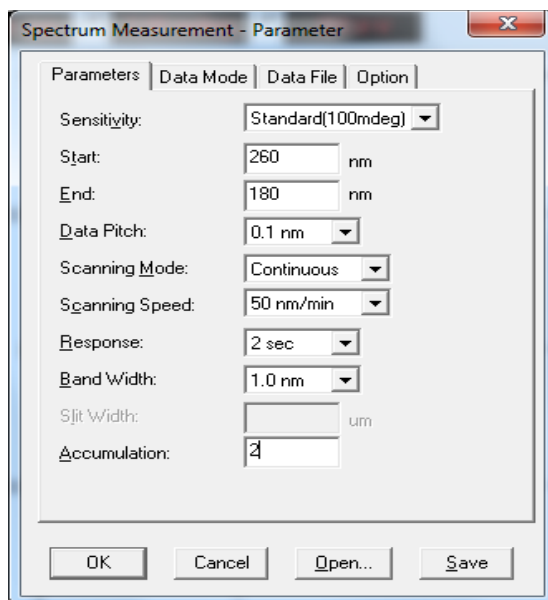 Spectrum Measurement - Parameter
Parameters Data Mode Data File Option
Sensitivity: Standard(100mdeg)
Start: 260 nm
End: 180 nm
Data Pitch: 0.1 nm
Scanning Mode: Continuous
Scanning Speed: 50 nm/min
Response: 2 sec
Band Width: 1.0 nm
Slit Width: um
Accumulation: 2
OK Cancel Open... Save